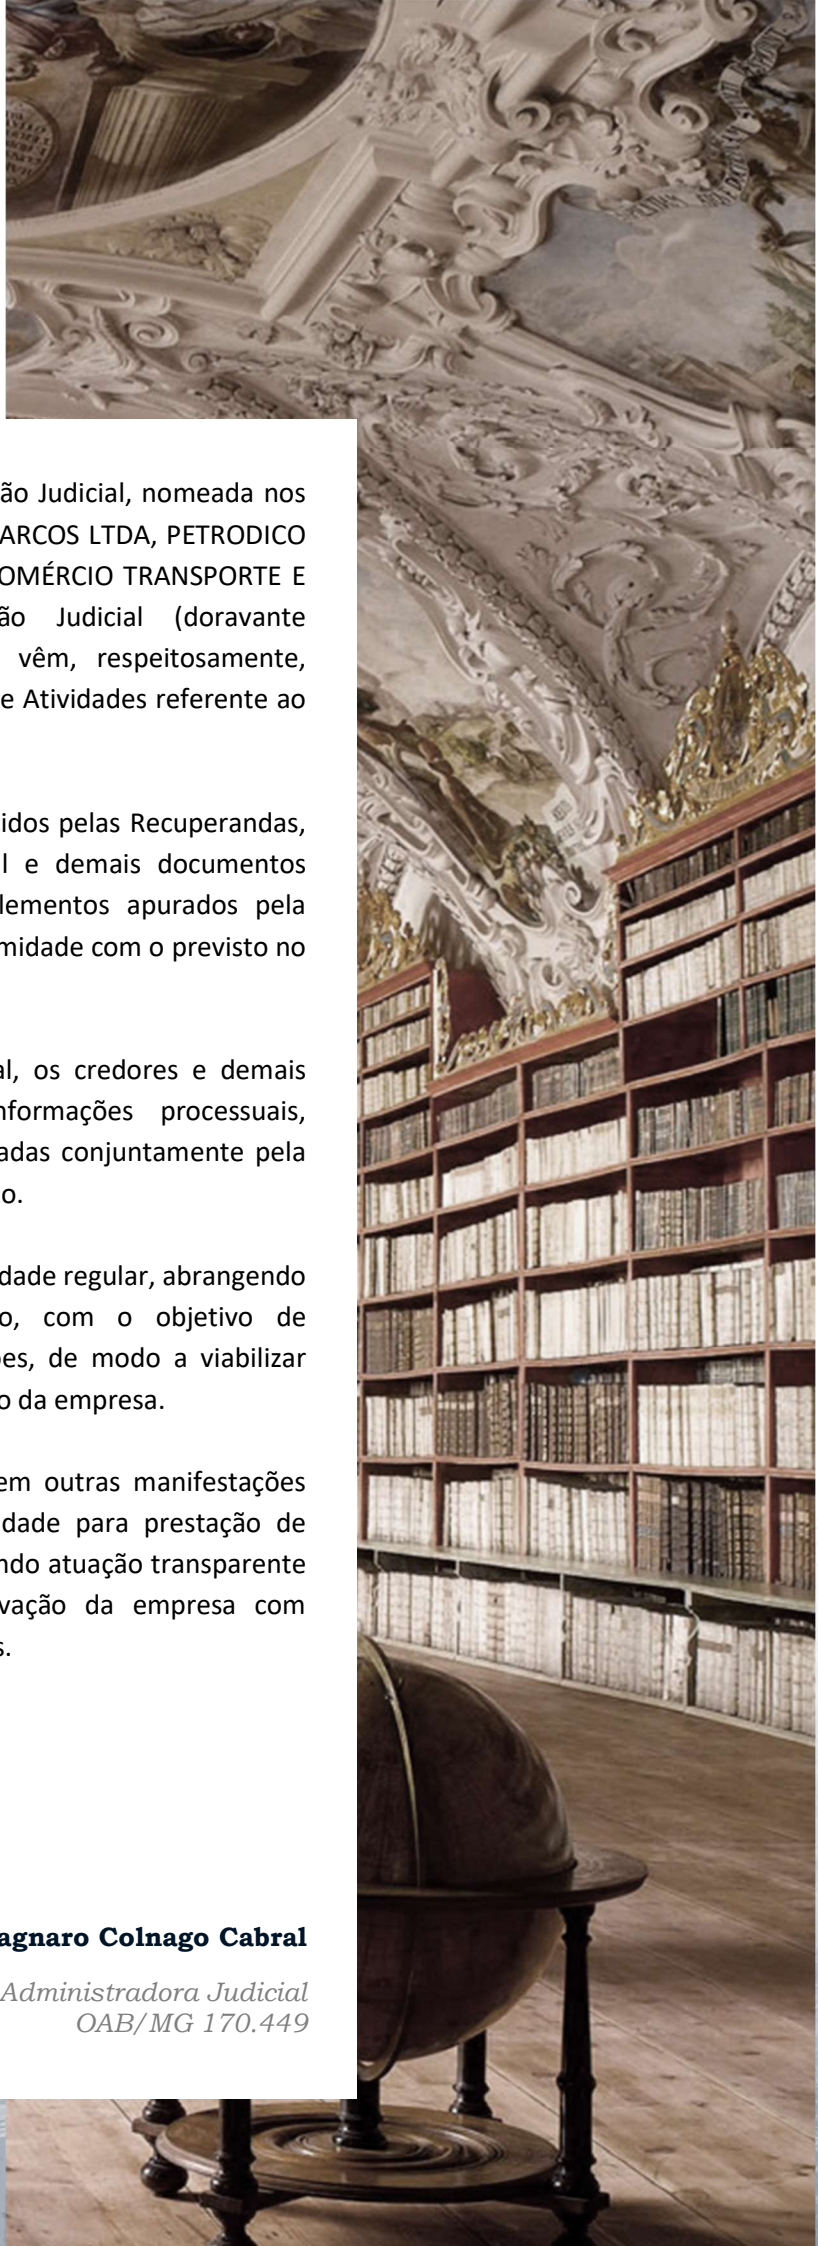 ão Judicial, nomeada nos
ARCOS LTDA, PETRODICO
OMÉRCIO TRANSPORTE E
ão Judicial (doravante
vêm, respeitosamente,
e Atividades referente ao
idos pelas Recuperandas,
l e demais documentos
lementos apurados pela
midade com o previsto no
al, os credores e demais
nformações processuais,
adas conjuntamente pela
o.
dade regular, abrangendo
o, com o objetivo de
ões, de modo a viabilizar
o da empresa.
em outras manifestações
dade para prestação de
ndo atuação transparente
vação da empresa com
s.
agnaro Colnago Cabral
Administradora Judicial
OAB/MG 170.449